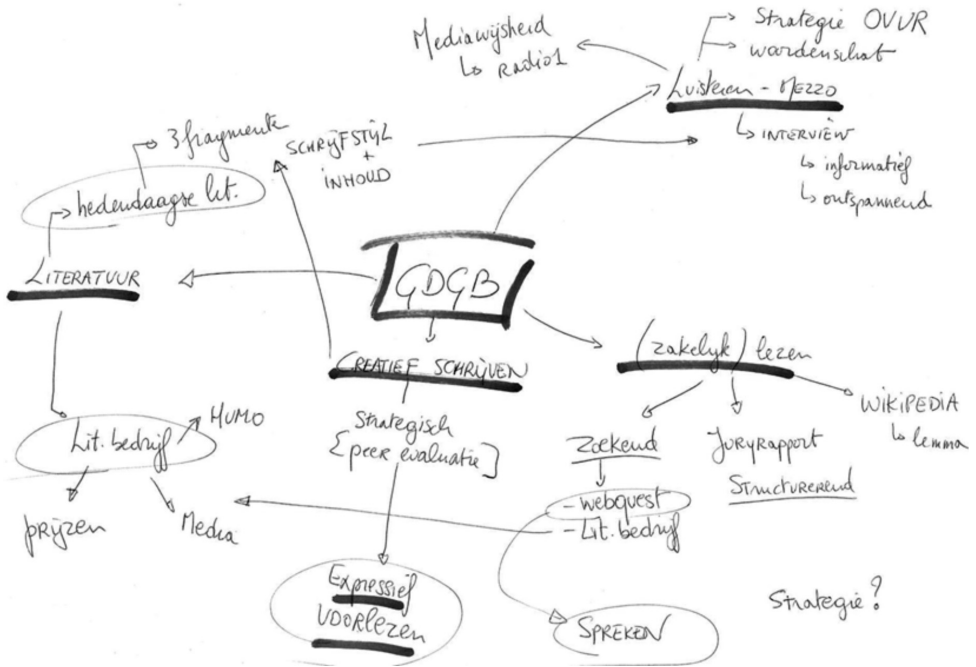 Strategie OVUR
woordenschat
Mediawijsheid
↳ Radio1
Luisteren - Mezzo
↳ INTERVIEW
↳ informatief
↳ ontspannend
3 fragmenten
SCHRIJFSTIJL
+
INHOUD
hedendaagse lit.
LITERATUUR
GDGB
CREATIEF SCHRIJVEN
(zakelijk) lezen
WIKIPEDIA
↳ lemma
Strategisch
[peer evaluatie]
HUMO
Lit. bedrijf
prijzen
Media
Zoekend
- webquest
- Lit. bedrijf
Juryrapport
STRUCTUREREND
EXPRESSIEF
VOORLEZEN
SPREKEN
Strategie?